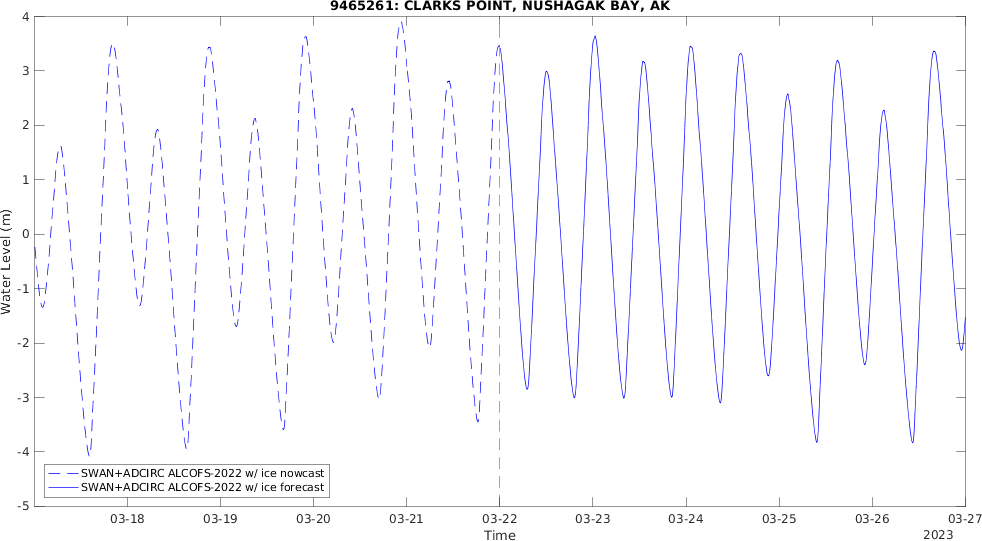 9465261: CLARKS POINT, NUSHAGAK BAY, AK
4
3
2
1
0
-1
-2
-3
-4
-5
Water Level (m)
SWAN+ADCIRC ALCOFS-2022 w/ ice nowcast
SWAN+ADCIRC ALCOFS-2022 w/ ice forecast
03-18 03-19 03-20 03-21 03-22 03-23 03-24 03-25 03-26 03-27
Time
2023